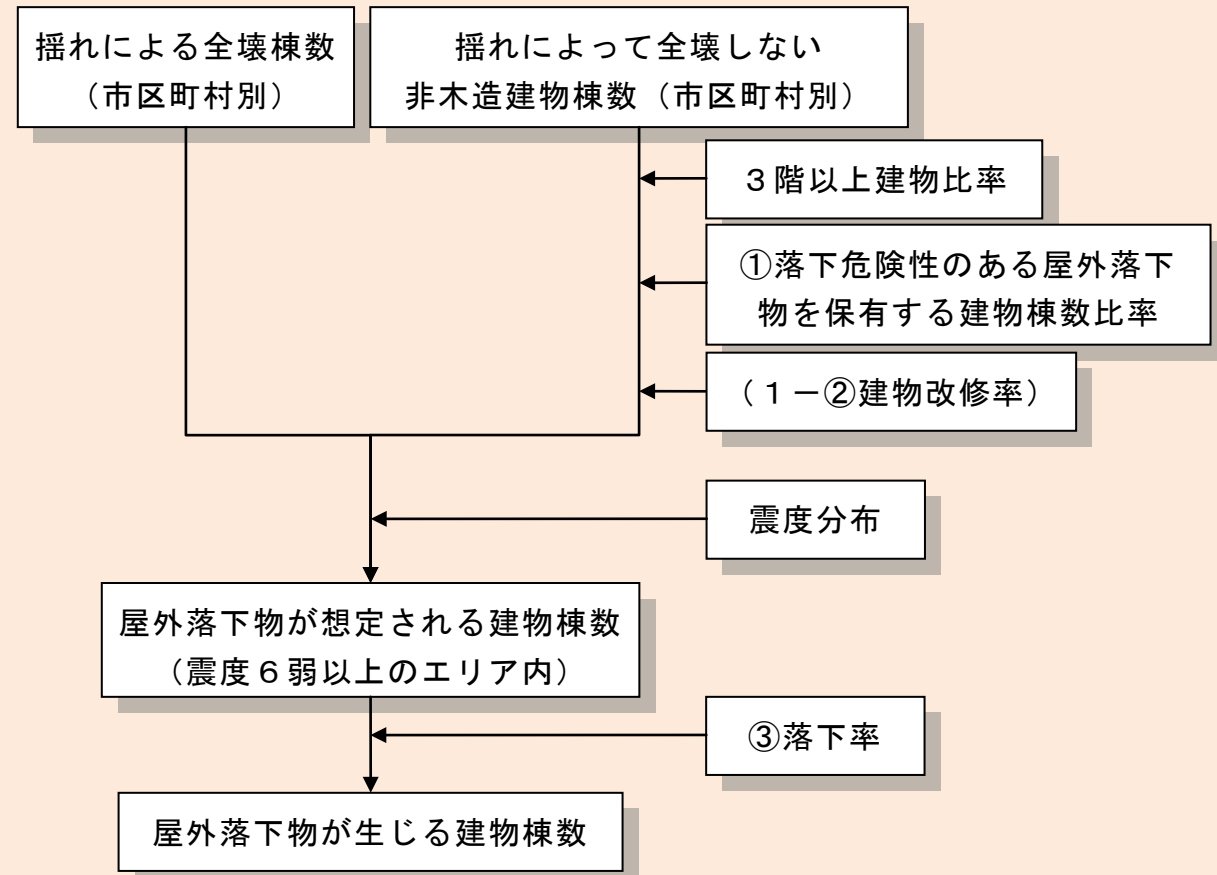 揺れによる全壊棟数
（市区町村別）
揺れによって全壊しない
非木造建物棟数（市区町村別）
３階以上建物比率
①落下危険性のある屋外落下
物を保有する建物棟数比率
（１－②建物改修率）
震度分布
屋外落下物が想定される建物棟数
（震度６弱以上のエリア内）
③落下率
屋外落下物が生じる建物棟数